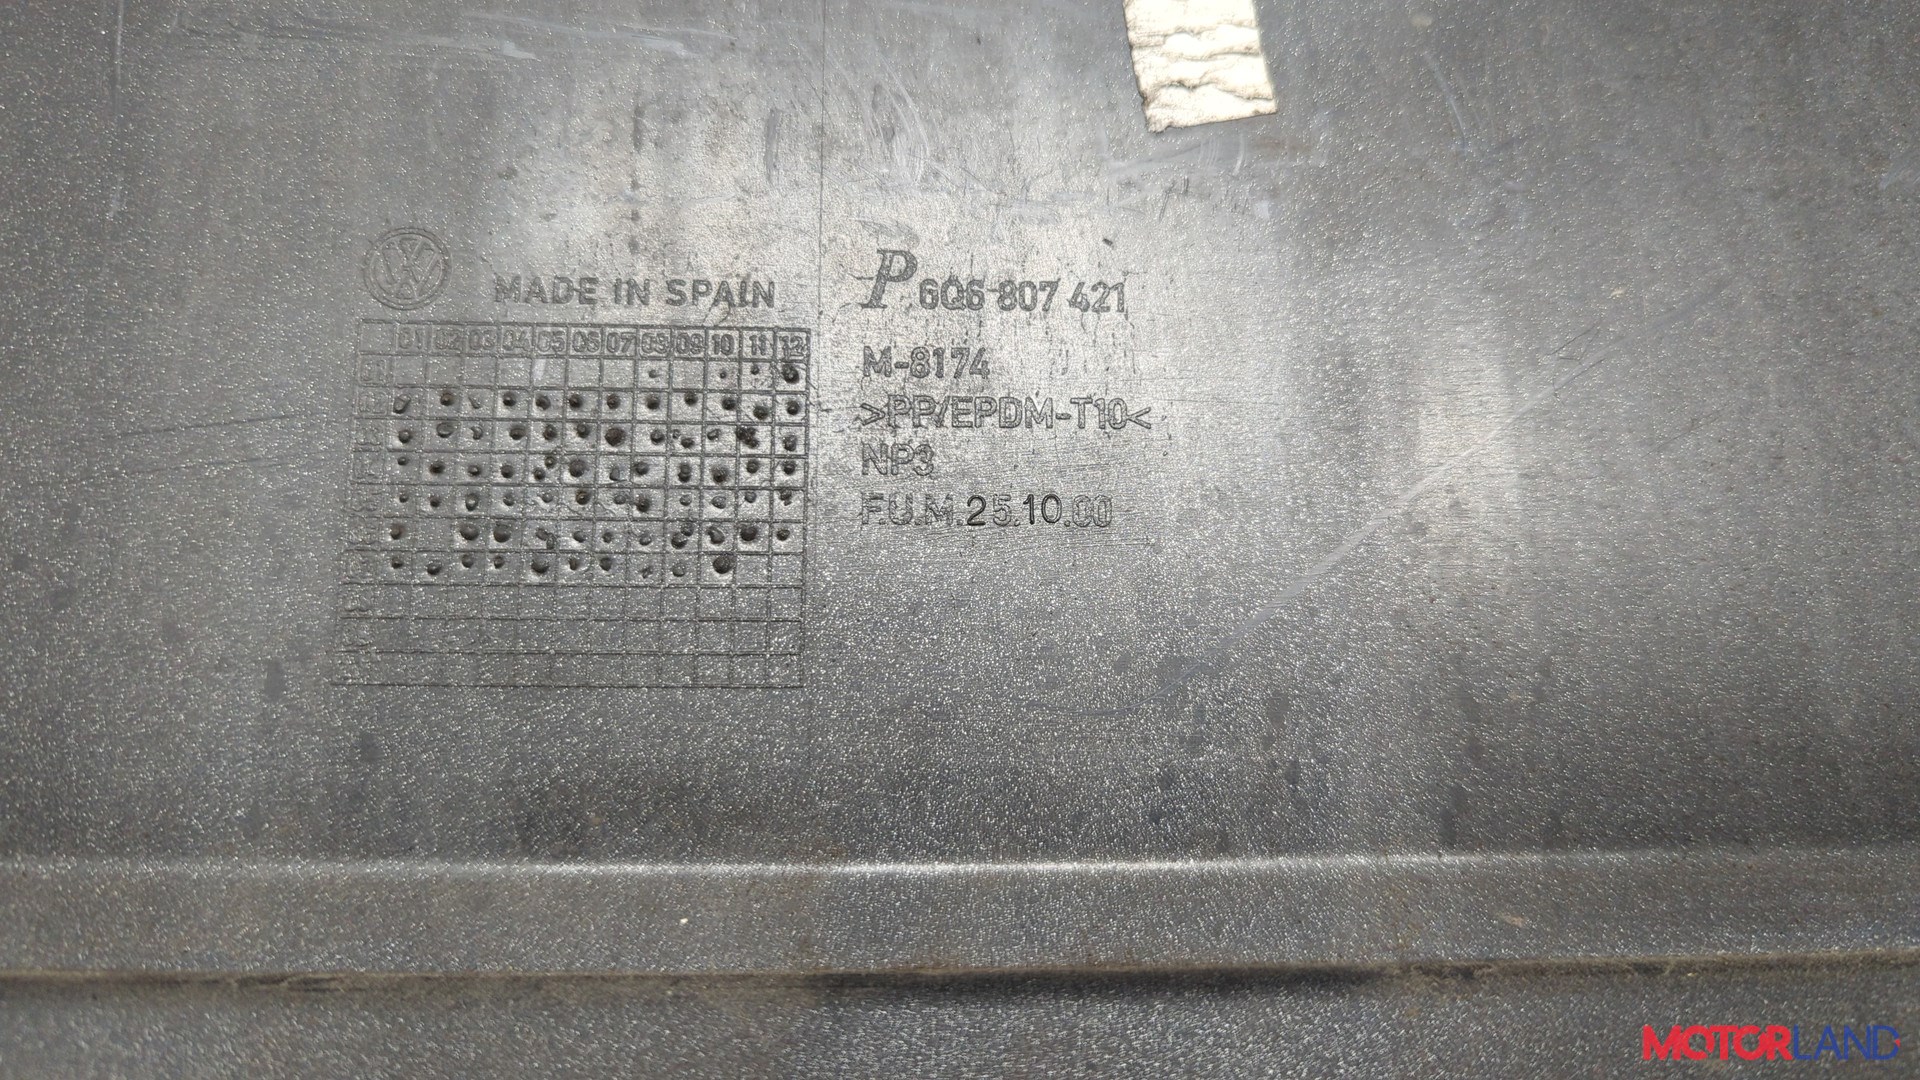 VW MADE IN SPAIN
P 6Q6 807 421
01 02 03 04 05 06 07 08 09 10 11 12
M-8174
>PP/EPDM-T10<
NP3
F.U.M.25.10.00
MOTORLAND